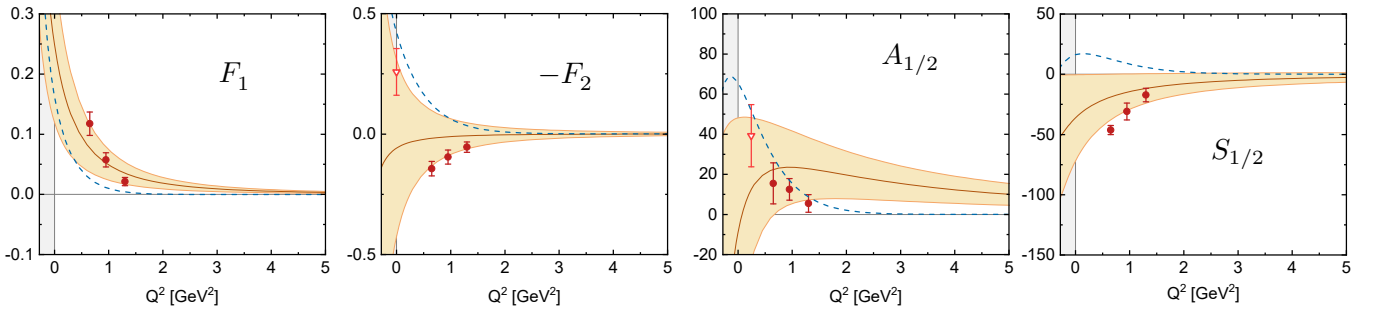 0.3
0.2
0.1
0.0
-0.1
F₁
0 1 2 3 4 5
Q² [GeV²]
0.5
0.0
-0.5
−F₂
0 1 2 3 4 5
Q² [GeV²]
100
80
60
40
20
0
-20
A₁/₂
0 1 2 3 4 5
Q² [GeV²]
50
0
-50
-100
-150
S₁/₂
0 1 2 3 4 5
Q² [GeV²]